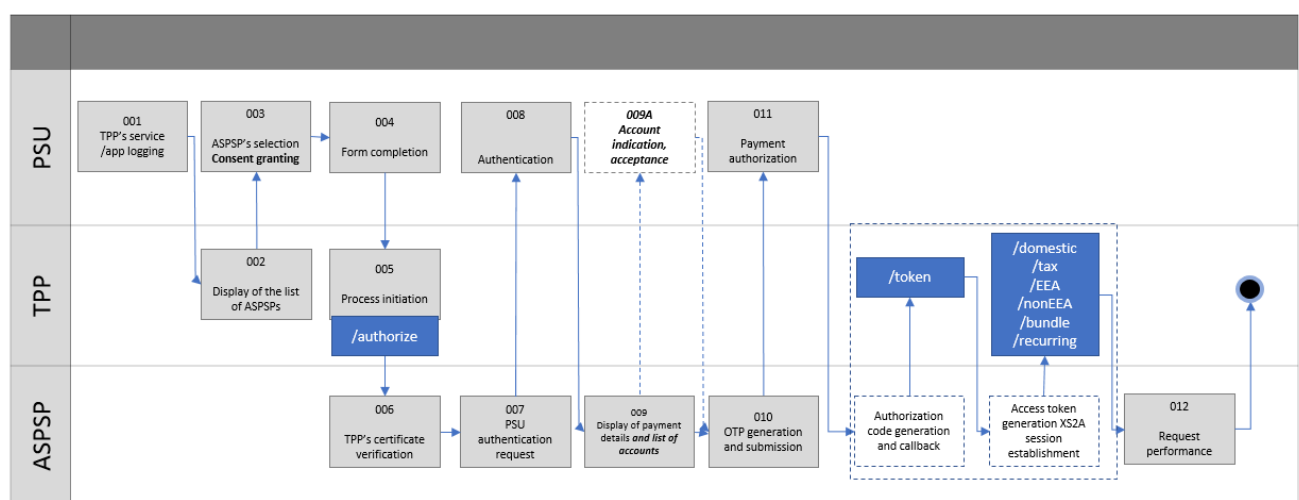 PSU
001
TPP's service
/app logging
003
ASPSP's selection
Consent granting
004
Form completion
008
Authentication
009A
Account
indication,
acceptance
011
Payment
authorization
TPP
002
Display of the list
of ASPSPs
005
Process initiation
/authorize
/token
/domestic
/tax
/EEA
/nonEEA
/bundle
/recurring
ASPSP
006
TPP's certificate
verification
007
PSU
authentication
request
009
Display of payment
details and list of
accounts
010
OTP generation
and submission
Authorization
code generation
and callback
Access token
generation XS2A
session
establishment
012
Request
performance